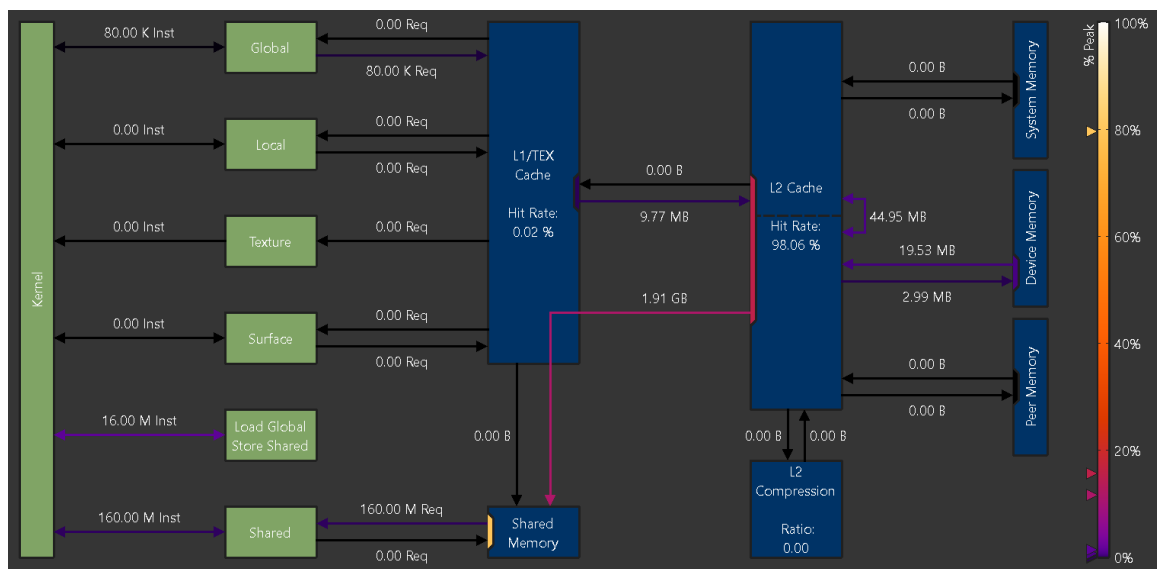 Kernel
80.00 K Inst
Global
0.00 Req
80.00 K Req
0.00 Inst
Local
0.00 Req
0.00 Req
0.00 Inst
Texture
0.00 Req
0.00 Inst
Surface
0.00 Req
0.00 Req
16.00 M Inst
Load Global
Store Shared
160.00 M Inst
Shared
160.00 M Req
0.00 Req
L1/TEX
Cache
Hit Rate:
0.02 %
0.00 B
Shared
Memory
0.00 B
9.77 MB
1.91 GB
L2 Cache
Hit Rate:
98.06 %
44.95 MB
0.00 B
0.00 B
System Memory
19.53 MB
2.99 MB
Device Memory
0.00 B
0.00 B
Peer Memory
0.00 B
0.00 B
L2
Compression
Ratio:
0.00
% Peak
100%
80%
60%
40%
20%
0%